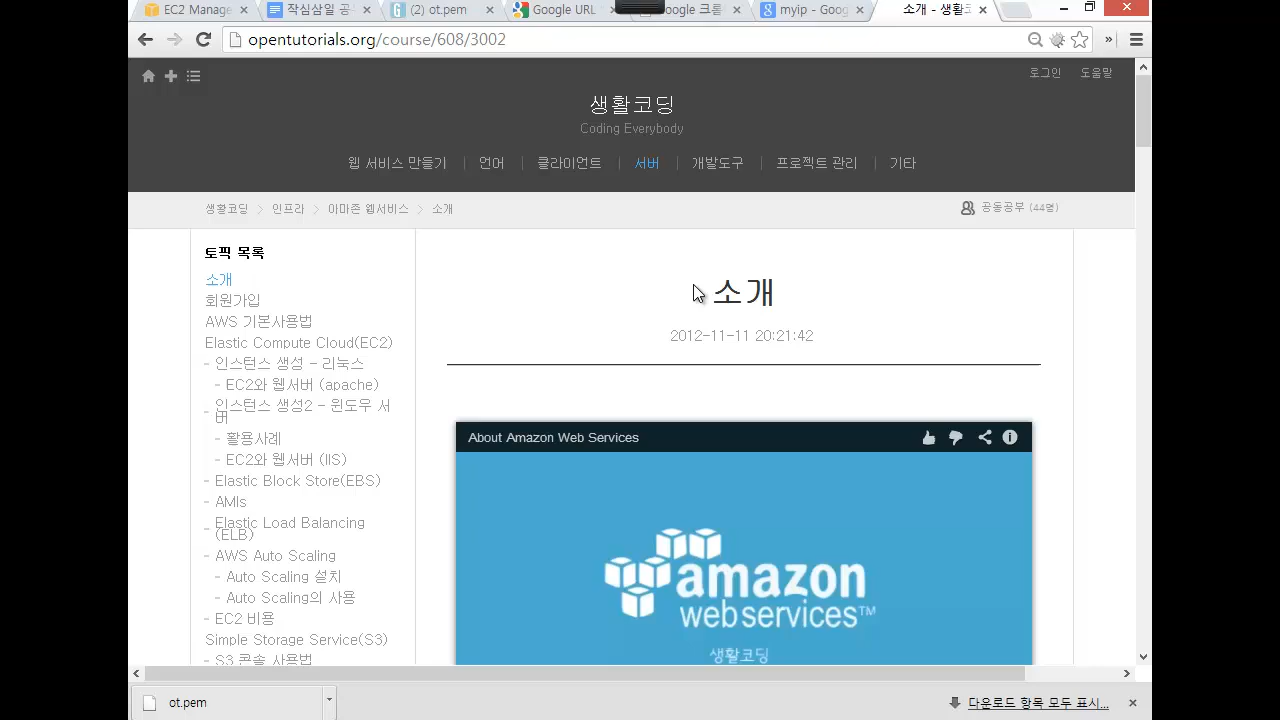 EC2 Manage
작심삼일 공
(2) ot.pem
Google URL
oogle 크롬
myip - Goog
소개 - 생활코
opentutorials.org/course/608/3002
로그인 도움말
생활코딩
Coding Everybody
웹 서비스 만들기 언어 클라이언트 서버 개발도구 프로젝트 관리 기타
생활코딩 > 인프라 > 아마존 웹서비스 > 소개
공동공부 (44명)
토픽 목록
소개
회원가입
AWS 기본사용법
Elastic Compute Cloud(EC2)
- 인스턴스 생성 - 리눅스
- EC2와 웹서버 (apache)
- 인스턴스 생성2 - 윈도우 서
버
- 활용사례
- EC2와 웹서버 (IIS)
- Elastic Block Store(EBS)
- AMIs
- Elastic Load Balancing
(ELB)
- AWS Auto Scaling
- Auto Scaling 설치
- Auto Scaling의 사용
- EC2 비용
Simple Storage Service(S3)
- S3 콘솔 사용법
소개
2012-11-11 20:21:42
About Amazon Web Services
amazon
webservices™
생활코딩
ot.pem
다운로드 항목 모두 표시...